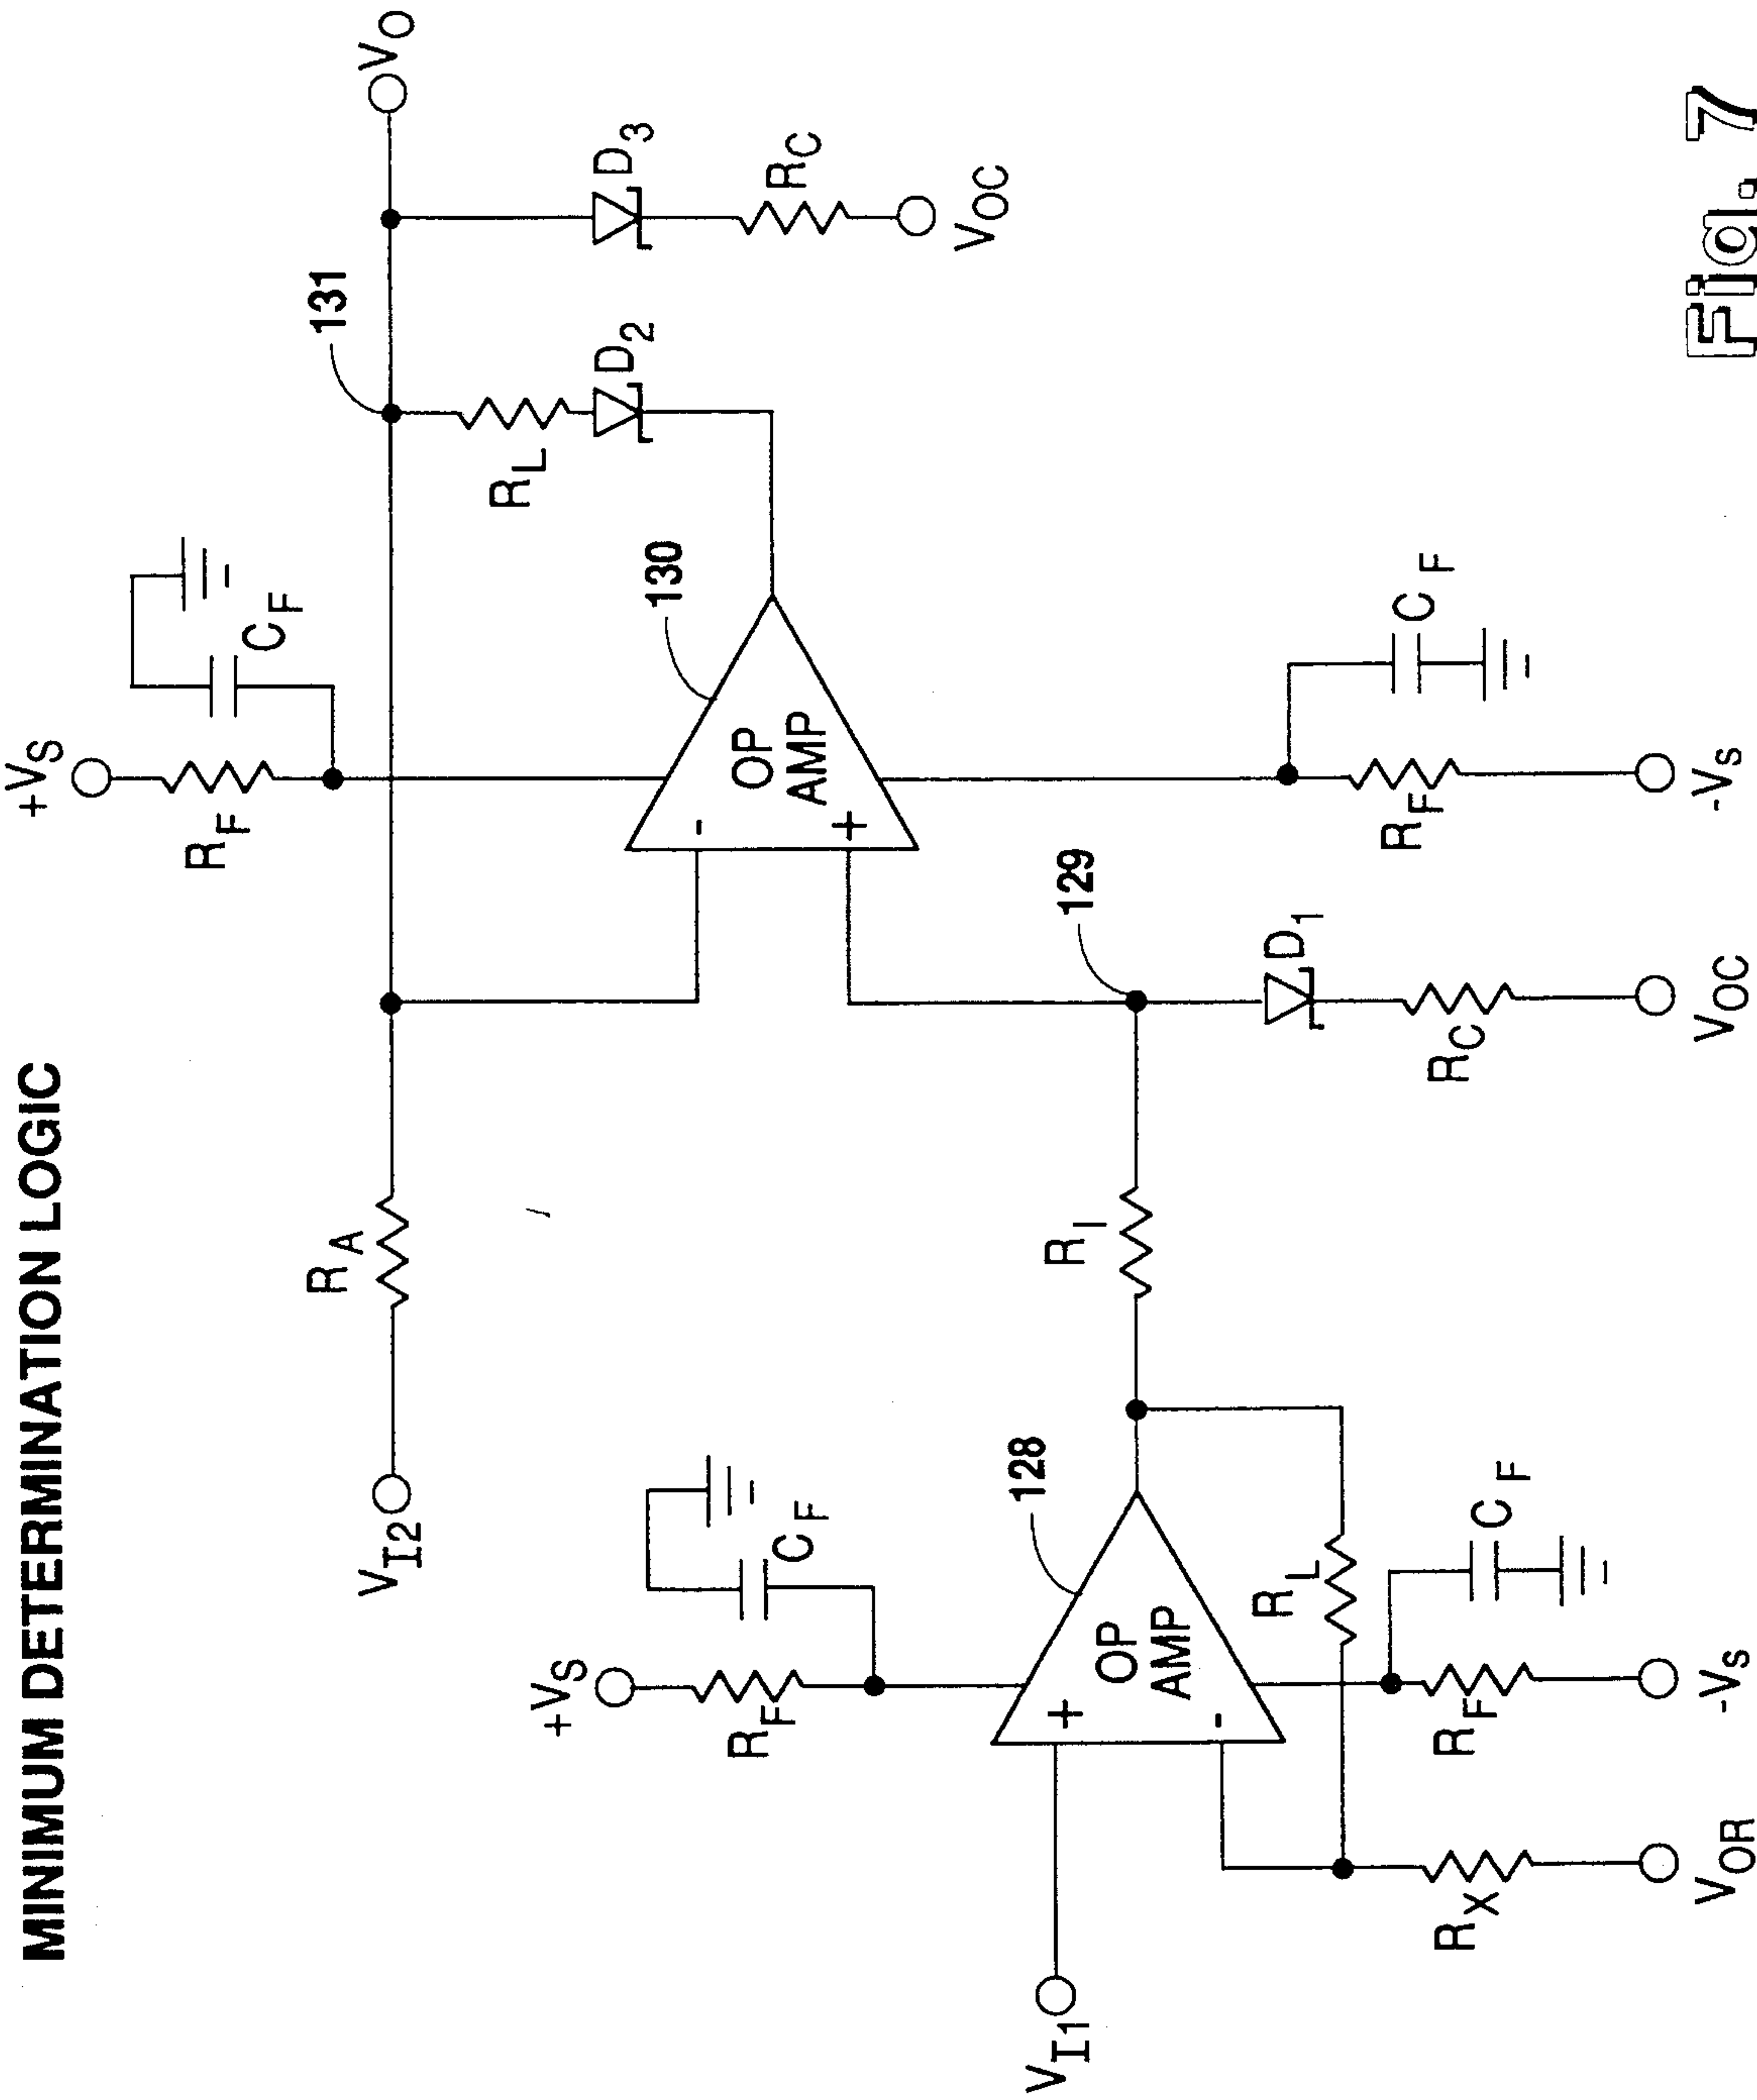 MINIMUM DETERMINATION LOGIC
+VS
RF
CF
131
VO
VI2
RA
RL
D2
D3
RC
VOC
130
OP
AMP
-
+
+VS
RF
CF
128
OP
AMP
+
-
VI1
RI
129
D1
RC
VOC
RL
CF
RF
-VS
RX
VOR
CF
RF
-VS
Fig. 7